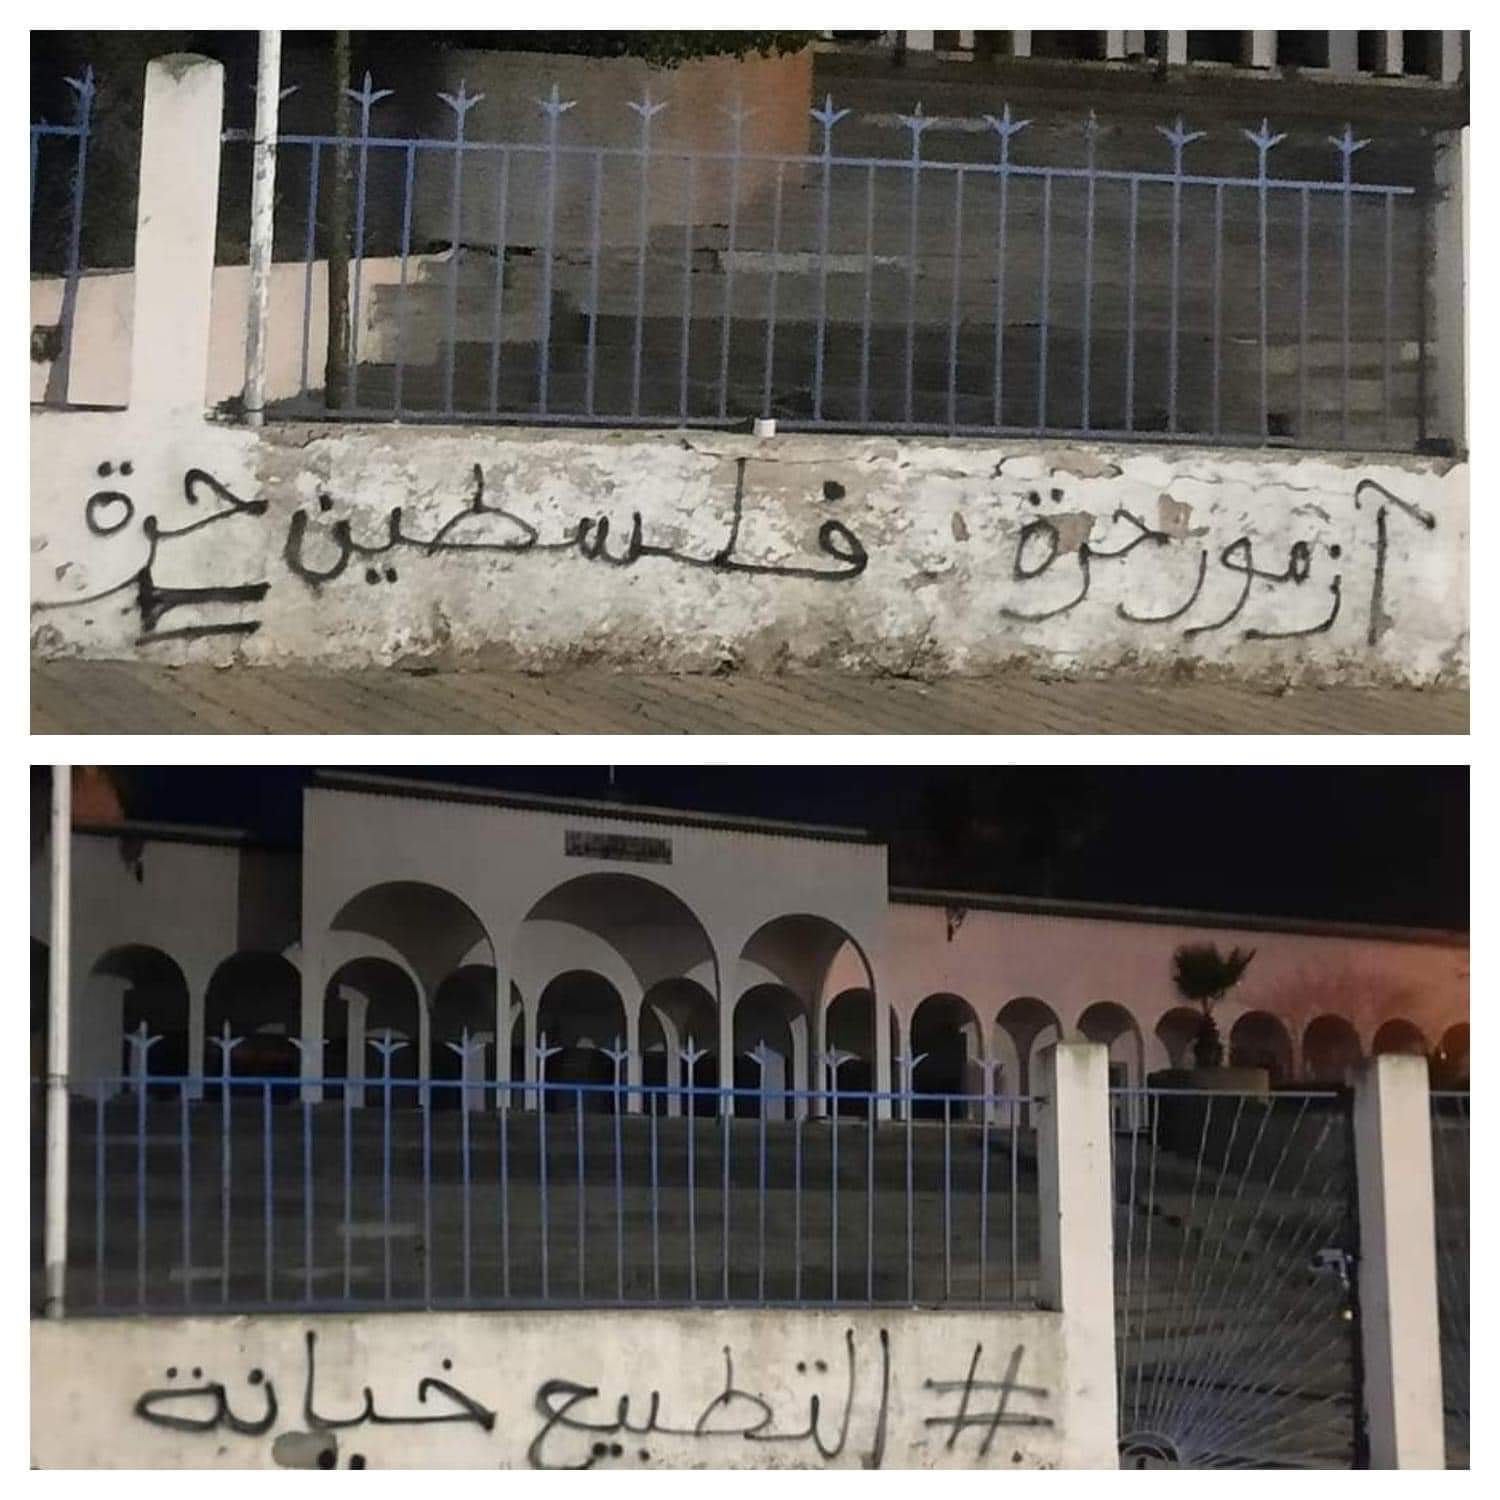 آزمور حرة فلسطين حرة
#التطبيع خيانة